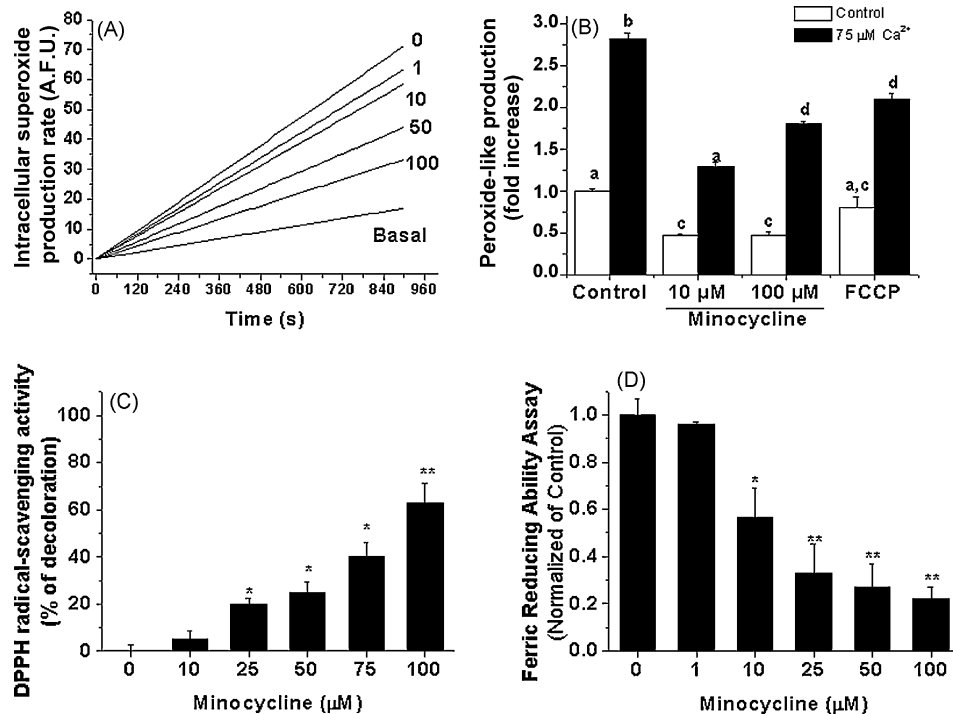 (A)
Intracellular superoxide
production rate (A.F.U.)
80
70
60
50
40
30
20
10
0
0
1
10
50
100
Basal
0 120 240 360 480 600 720 840 960
Time (s)
(B)
Control
75 μM Ca²⁺
Peroxide-like production
(fold increase)
3.0
2.5
2.0
1.5
1.0
0.5
0.0
a
b
c
a
c
d
a,c
d
Control 10 μM 100 μM FCCP
Minocycline
(C)
DPPH radical-scavenging activity
(% of decoloration)
100
80
60
40
20
0
*
*
*
**
0 10 25 50 75 100
Minocycline (μM)
(D)
Ferric Reducing Ability Assay
(Normalized of Control)
1.0
0.8
0.6
0.4
0.2
0.0
*
**
**
**
0 1 10 25 50 100
Minocycline (μM)